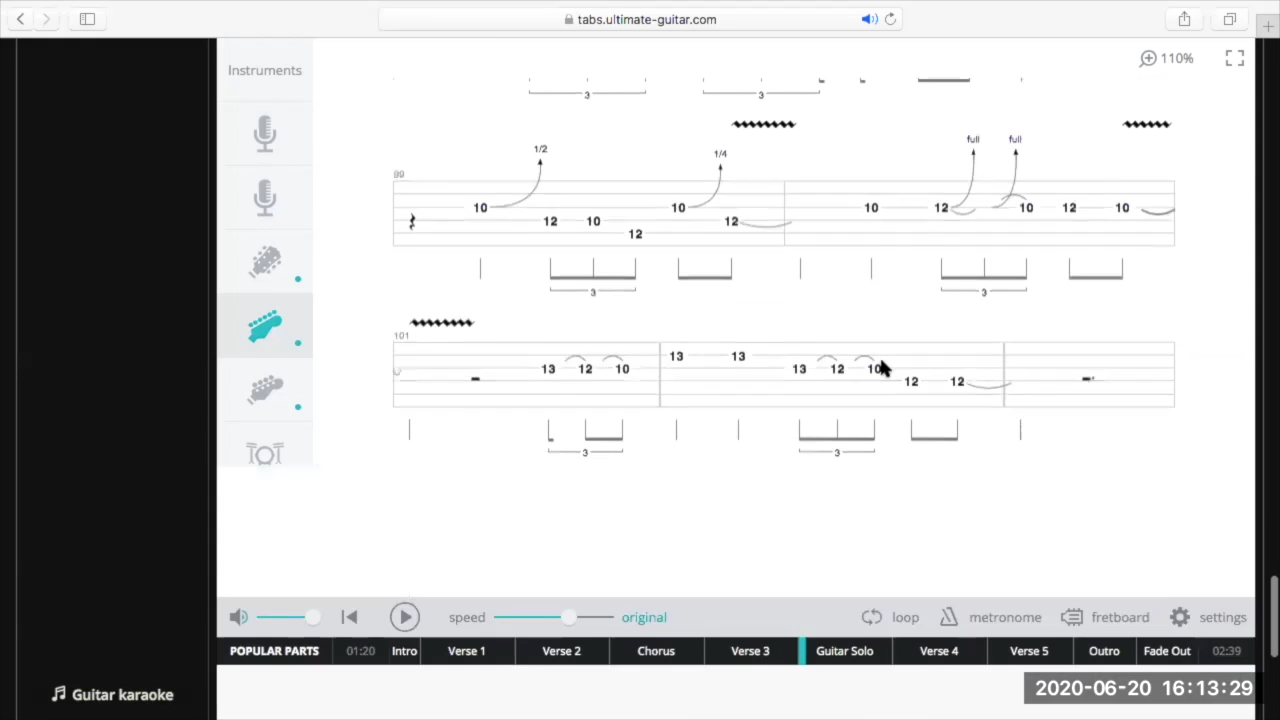 tabs.ultimate-guitar.com
Instruments
110%
3 3
1/2 1/4 full full
99
10 12 10 12 10 12 10 12 10 12 10
3 3
101
13 12 10 13 13 13 12 10 12 12
3 3
speed original loop metronome fretboard settings
POPULAR PARTS 01:20 Intro Verse 1 Verse 2 Chorus Verse 3 Guitar Solo Verse 4 Verse 5 Outro Fade Out 02:39
Guitar karaoke
2020-06-20 16:13:29